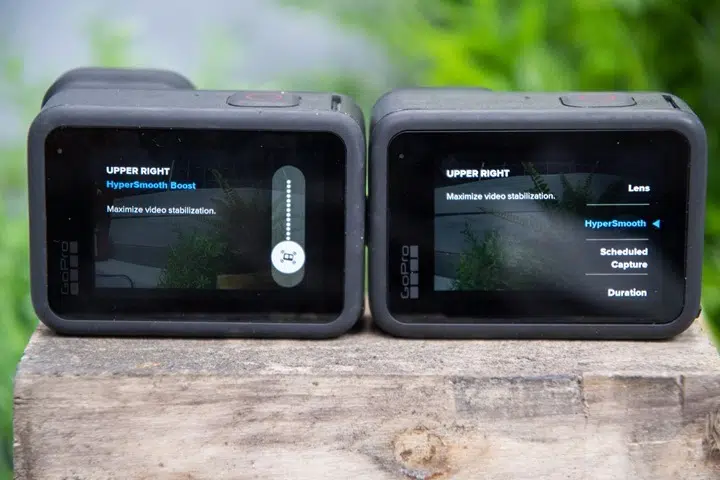 UPPER RIGHT
HyperSmooth Boost
Maximize video stabilization.
GoPro
UPPER RIGHT
Maximize video stabilization.
Lens
HyperSmooth
Scheduled
Capture
Duration
GoPro